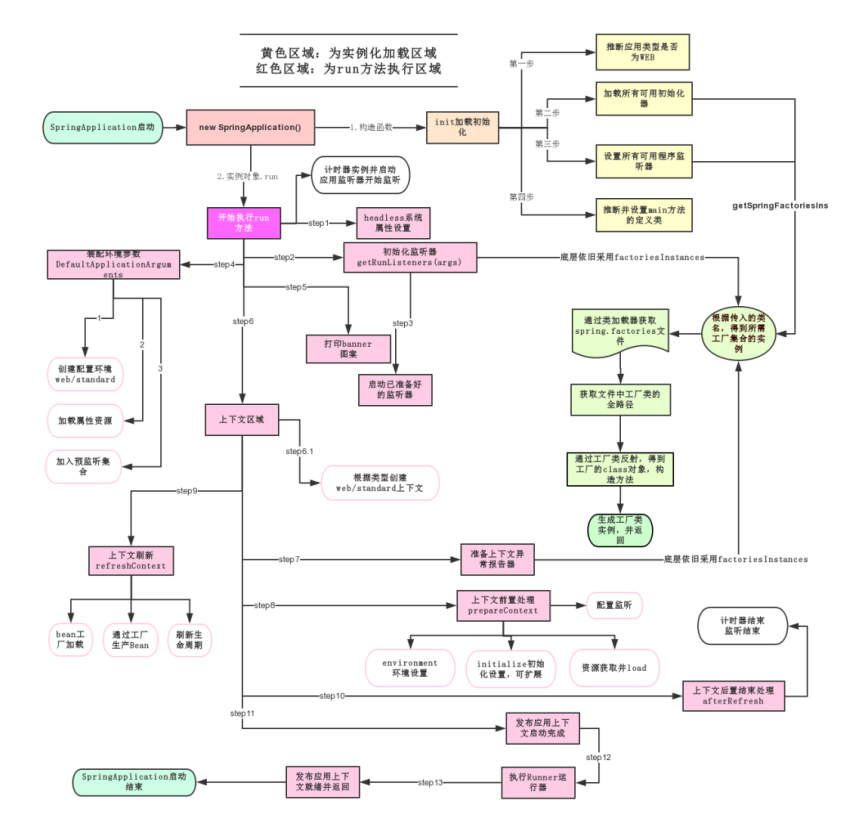 黄色区域：为实例化加载区域
红色区域：为run方法执行区域
推断应用类型是否
为WEB
第一步
加载所有可用初始化
器
第二步
SpringApplication启动
new SpringApplication()
1.构造函数
init加载初始
化
第三步
设置所有可用程序监
听器
计时器实例并启动
应用监听器开始监听
2.实例对象.run
第四步
推断并设置main方法
的定义类
getSpringFactoriesIns
开始执行run
方法
step1
headless系统
属性设置
装配环境参数
DefaultApplicationArgum
ents
step4
step2
初始化监听器
getRunListeners(args)
底层依旧采用factoriesInstances
step5
1
2
3
step6
step3
打印banner
图案
通过类加载器获取
spring.factories文
件
根据传入的类
名，得到所需
工厂集合的实
例
创建配置环境
web/standard
启动已准备好
的监听器
获取文件中工厂类的
全路径
加载属性资源
上下文区域
step6.1
加入预监听集
合
根据类型创建
web/standard上下文
通过工厂类反射，得到
工厂的class对象，构
造方法
step9
生成工厂类
实例，并返
回
上下文刷新
refreshContext
step7
准备上下文异
常报告器
底层依旧采用factoriesInstances
step8
上下文前置处理
prepareContext
配置监听
bean工
厂加载
通过工厂
生产Bean
刷新生
命周期
计时器结束
监听结束
environment
环境设置
initialize初始
化设置，可扩展
资源获取并load
step10
上下文后置结束处理
afterRefresh
step11
发布应用上下
文启动完成
step12
SpringApplication启动
结束
发布应用上下
文就绪并返回
step13
执行Runner运
行器